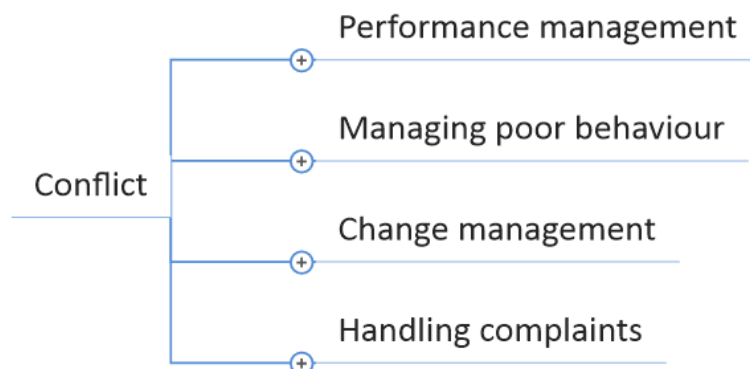 Performance management
Managing poor behaviour
Conflict
Change management
Handling complaints